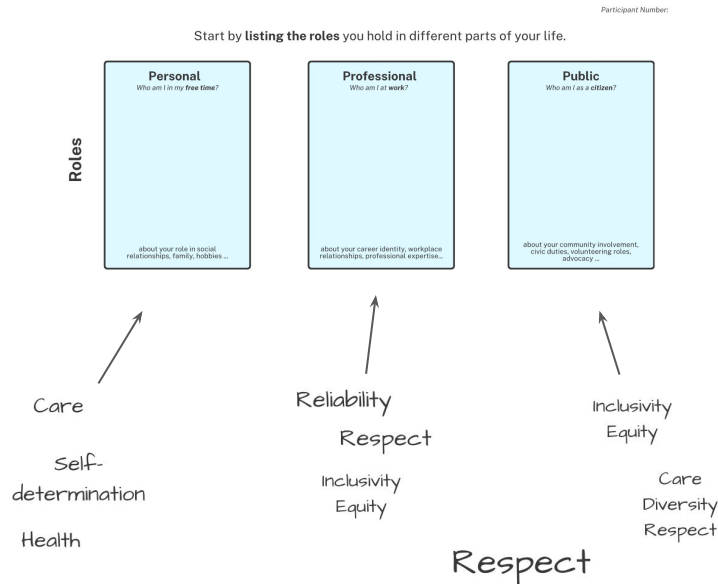 Participant Number:
Start by listing the roles you hold in different parts of your life.
Roles
Personal
Who am I in my free time?
about your role in social
relationships, family, hobbies ...
Professional
Who am I at work?
about your career identity, workplace
relationships, professional expertise...
Public
Who am I as a citizen?
about your community involvement,
civic duties, volunteering roles,
advocacy ...
Care
Self-
determination
Health
Reliability
Respect
Inclusivity
Equity
Inclusivity
Equity
Care
Diversity
Respect
Respect